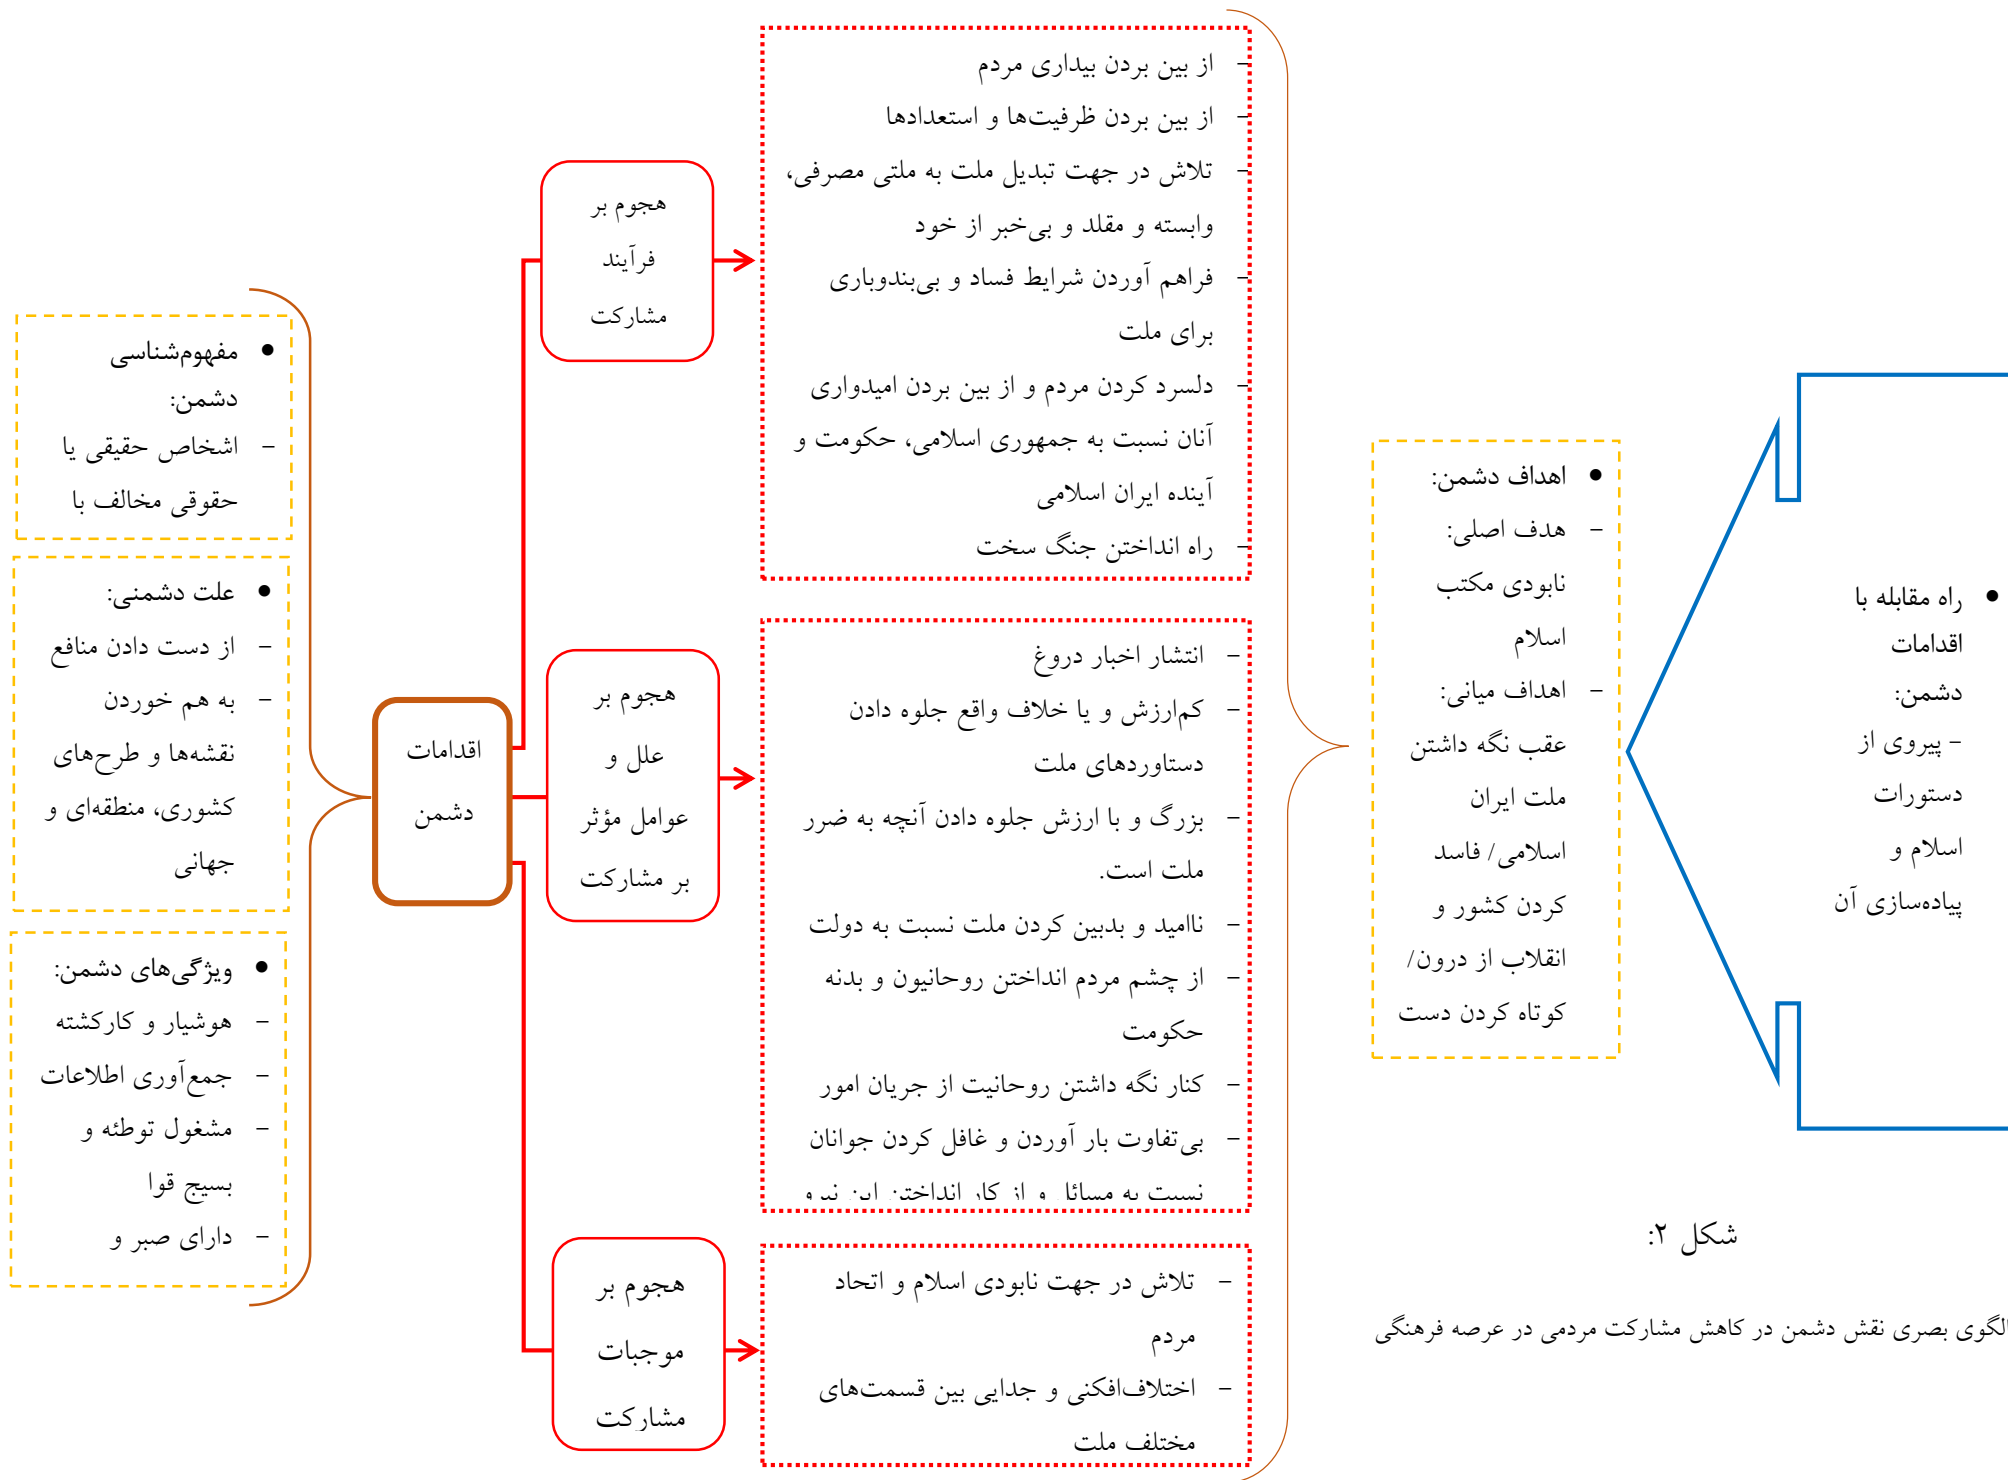 مفهوم‌شناسی
دشمن:
– اشخاص حقیقی یا
حقوقی مخالف با
علت دشمنی:
– از دست دادن منافع
– به هم خوردن
نقشه‌ها و طرح‌های
کشوری، منطقه‌ای و
جهانی
ویژگی‌های دشمن:
– هوشیار و کارکشته
– جمع‌آوری اطلاعات
– مشغول توطئه و
بسیج قوا
– دارای صبر و
اقدامات
دشمن
هجوم بر
فرآیند
مشارکت
– از بین بردن بیداری مردم
– از بین بردن ظرفیت‌ها و استعدادها
– تلاش در جهت تبدیل ملت به ملتی مصرفی،
وابسته و مقلد و بی‌خبر از خود
– فراهم آوردن شرایط فساد و بی‌بندوباری
برای ملت
– دلسرد کردن مردم و از بین بردن امیدواری
آنان نسبت به جمهوری اسلامی، حکومت و
آینده ایران اسلامی
– راه انداختن جنگ سخت
هجوم بر
علل و
عوامل مؤثر
بر مشارکت
– انتشار اخبار دروغ
– کم‌ارزش و یا خلاف واقع جلوه دادن
دستاوردهای ملت
– بزرگ و با ارزش جلوه دادن آنچه به ضرر
ملت است.
– ناامید و بدبین کردن ملت نسبت به دولت
– از چشم مردم انداختن روحانیون و بدنه
حکومت
– کنار نگه داشتن روحانیت از جریان امور
– بی‌تفاوت بار آوردن و غافل کردن جوانان
نسبت به مسائل و از کار انداختن این نیرو
هجوم بر
موجبات
مشارکت
– تلاش در جهت نابودی اسلام و اتحاد
مردم
– اختلاف‌افکنی و جدایی بین قسمت‌های
مختلف ملت
اهداف دشمن:
– هدف اصلی:
نابودی مکتب
اسلام
– اهداف میانی:
عقب نگه داشتن
ملت ایران
اسلامی/ فاسد
کردن کشور و
انقلاب از درون/
کوتاه کردن دست
راه مقابله با
اقدامات
دشمن:
– پیروی از
دستورات
اسلام و
پیاده‌سازی آن
شکل ۲:
الگوی بصری نقش دشمن در کاهش مشارکت مردمی در عرصه فرهنگی